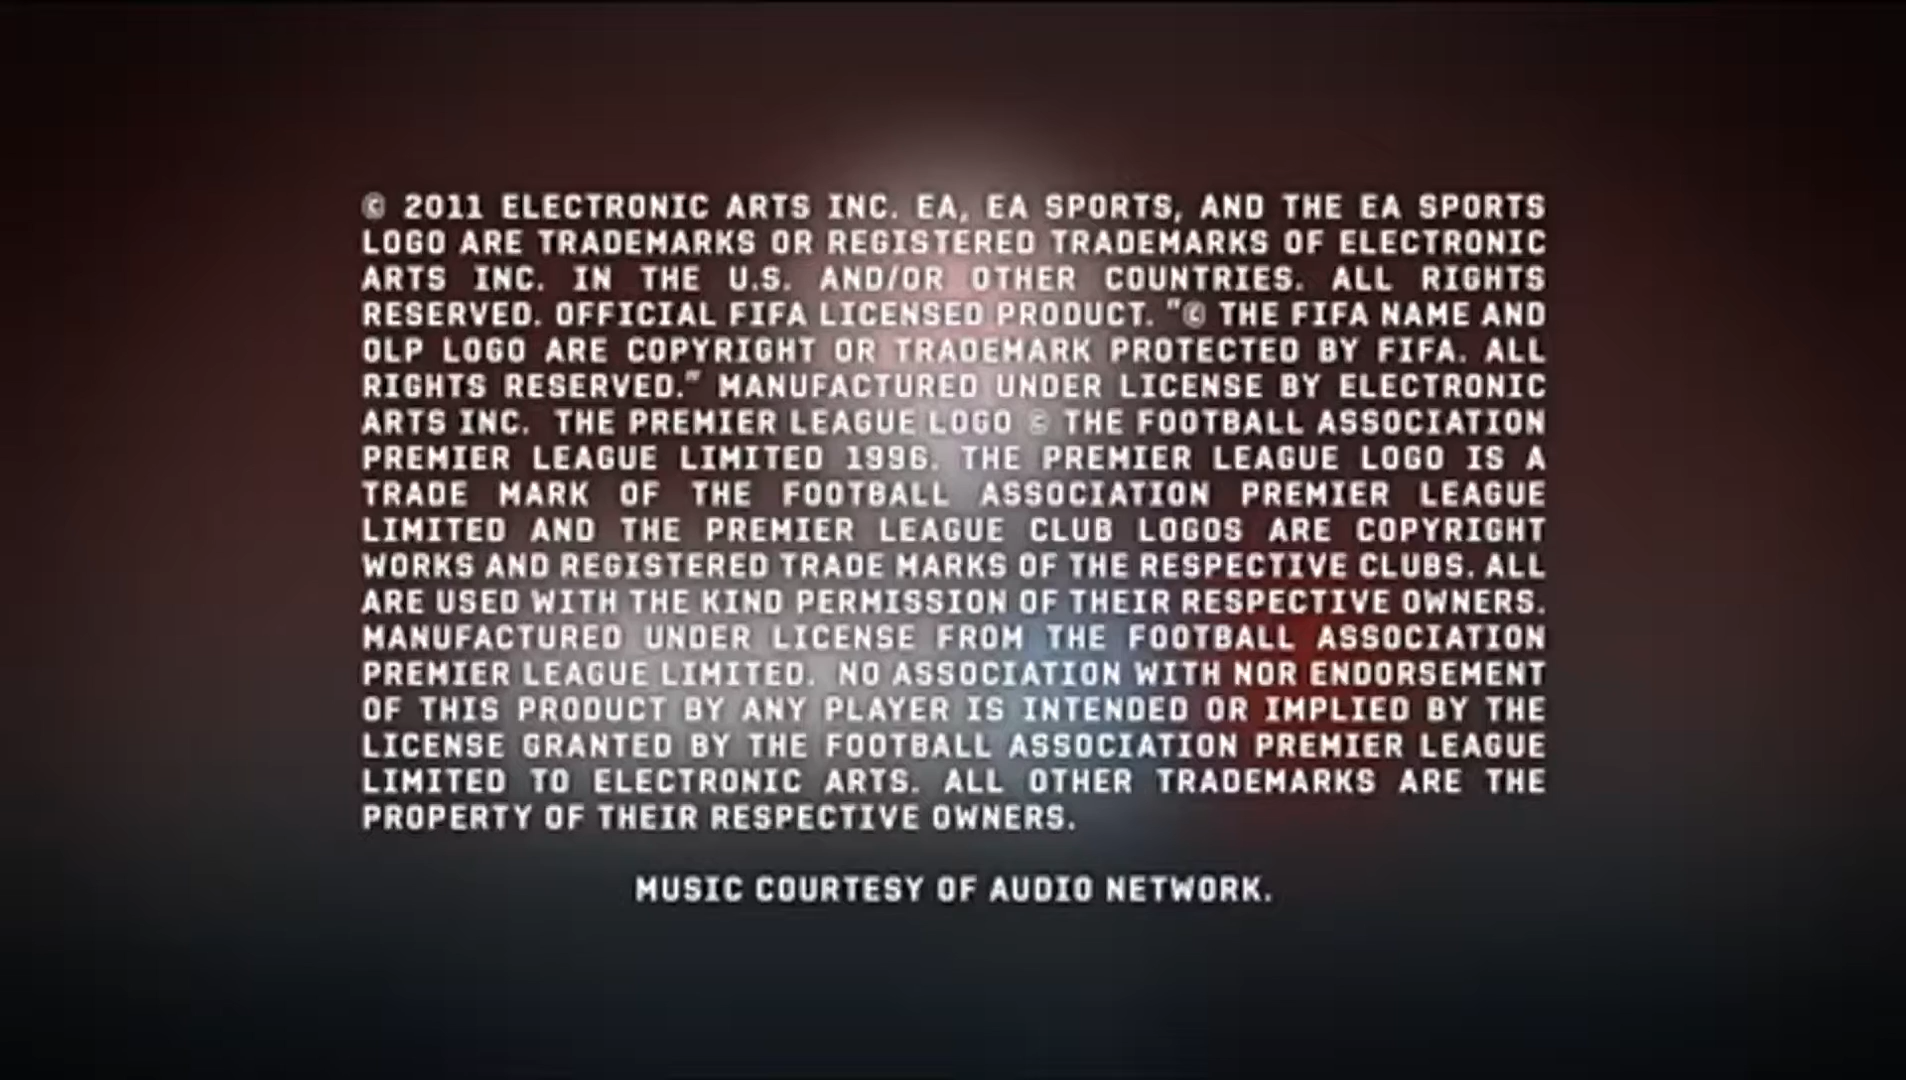 © 2011 ELECTRONIC ARTS INC. EA, EA SPORTS, AND THE EA SPORTS
LOGO ARE TRADEMARKS OR REGISTERED TRADEMARKS OF ELECTRONIC
ARTS INC. IN THE U.S. AND/OR OTHER COUNTRIES. ALL RIGHTS
RESERVED. OFFICIAL FIFA LICENSED PRODUCT. "© THE FIFA NAME AND
OLP LOGO ARE COPYRIGHT OR TRADEMARK PROTECTED BY FIFA. ALL
RIGHTS RESERVED." MANUFACTURED UNDER LICENSE BY ELECTRONIC
ARTS INC. THE PREMIER LEAGUE LOGO © THE FOOTBALL ASSOCIATION
PREMIER LEAGUE LIMITED 1996. THE PREMIER LEAGUE LOGO IS A
TRADE MARK OF THE FOOTBALL ASSOCIATION PREMIER LEAGUE
LIMITED AND THE PREMIER LEAGUE CLUB LOGOS ARE COPYRIGHT
WORKS AND REGISTERED TRADE MARKS OF THE RESPECTIVE CLUBS. ALL
ARE USED WITH THE KIND PERMISSION OF THEIR RESPECTIVE OWNERS.
MANUFACTURED UNDER LICENSE FROM THE FOOTBALL ASSOCIATION
PREMIER LEAGUE LIMITED. NO ASSOCIATION WITH NOR ENDORSEMENT
OF THIS PRODUCT BY ANY PLAYER IS INTENDED OR IMPLIED BY THE
LICENSE GRANTED BY THE FOOTBALL ASSOCIATION PREMIER LEAGUE
LIMITED TO ELECTRONIC ARTS. ALL OTHER TRADEMARKS ARE THE
PROPERTY OF THEIR RESPECTIVE OWNERS.
MUSIC COURTESY OF AUDIO NETWORK.